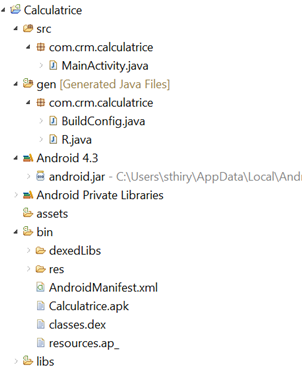 Calculatrice
src
com.crm.calculatrice
MainActivity.java
gen [Generated Java Files]
com.crm.calculatrice
BuildConfig.java
R.java
Android 4.3
android.jar - C:\Users\sthiry\AppData\Local\And
Android Private Libraries
assets
bin
dexedLibs
res
AndroidManifest.xml
Calculatrice.apk
classes.dex
resources.ap_
libs